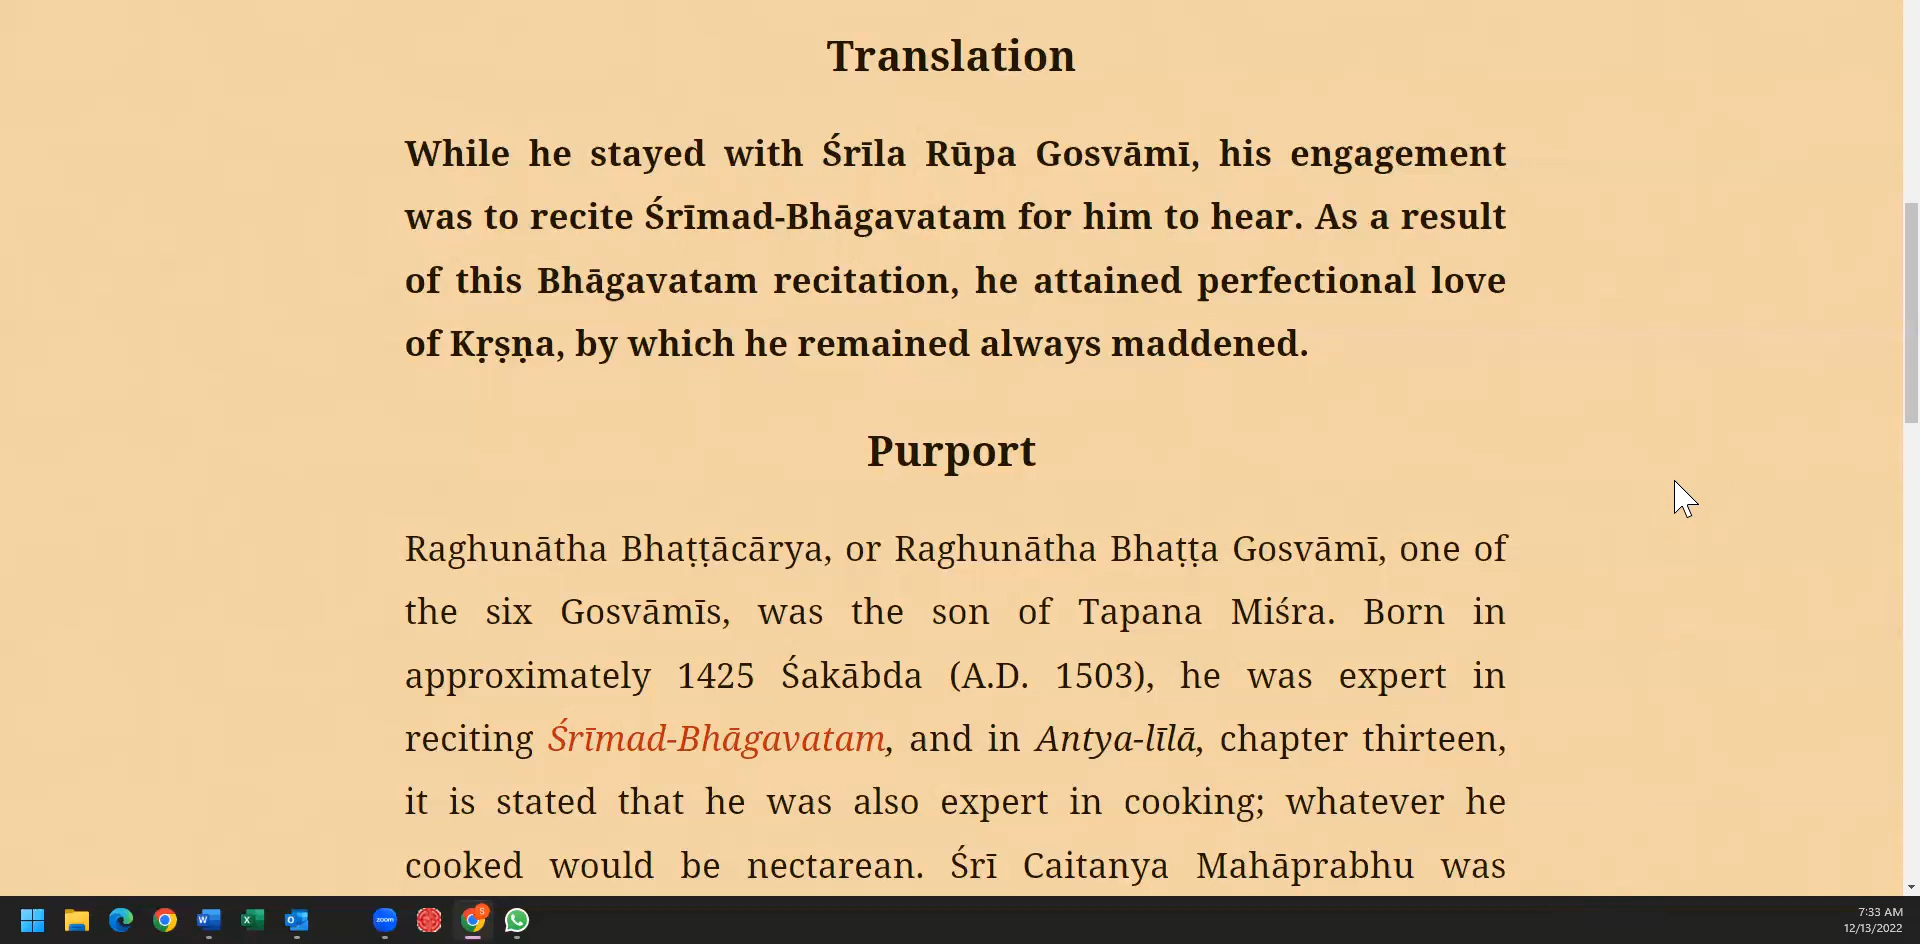 Translation
While he stayed with Śrīla Rūpa Gosvāmī, his engagement
was to recite Śrīmad-Bhāgavatam for him to hear. As a result
of this Bhāgavatam recitation, he attained perfectional love
of Kṛṣṇa, by which he remained always maddened.
Purport
Raghunātha Bhaṭṭācārya, or Raghunātha Bhaṭṭa Gosvāmī, one of
the six Gosvāmīs, was the son of Tapana Miśra. Born in
approximately 1425 Śakābda (A.D. 1503), he was expert in
reciting Śrīmad-Bhāgavatam, and in Antya-līlā, chapter thirteen,
it is stated that he was also expert in cooking; whatever he
cooked would be nectarean. Śrī Caitanya Mahāprabhu was
W
X
O
zoom
S
7:33 AM
12/13/2022